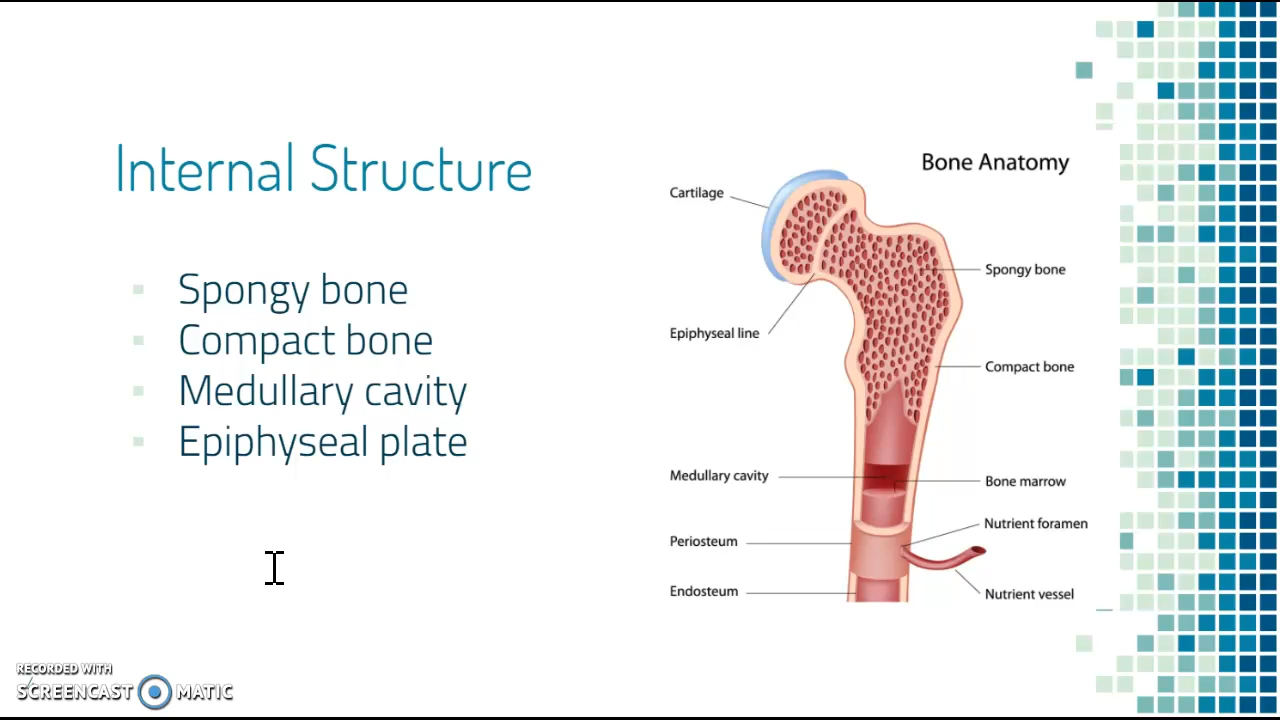 Internal Structure
Spongy bone
Compact bone
Medullary cavity
Epiphyseal plate
Bone Anatomy
Cartilage
Spongy bone
Epiphyseal line
Compact bone
Medullary cavity
Bone marrow
Nutrient foramen
Periosteum
Endosteum
Nutrient vessel
RECORDED WITH
SCREENCAST MATIC